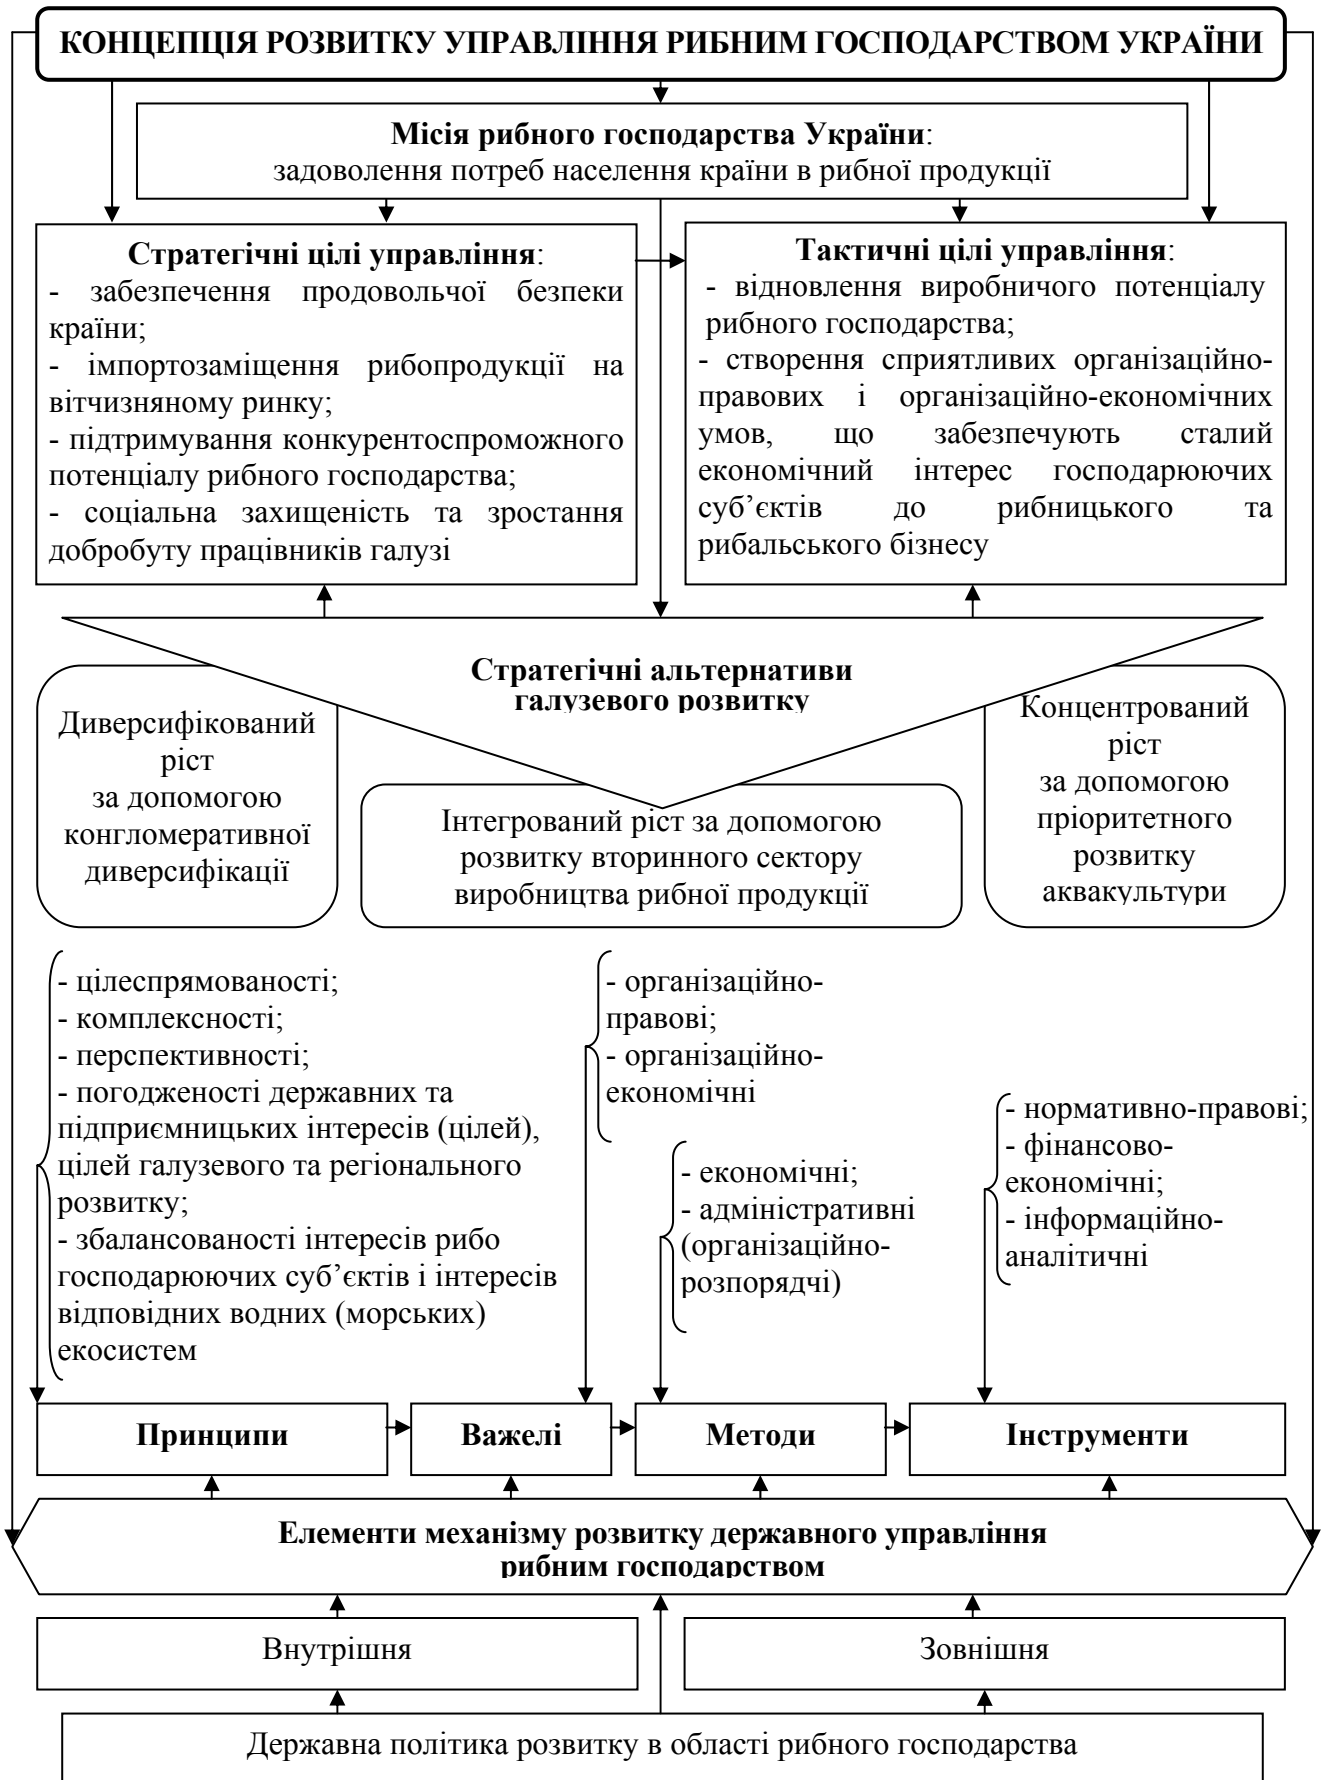 КОНЦЕПЦІЯ РОЗВИТКУ УПРАВЛІННЯ РИБНИМ ГОСПОДАРСТВОМ УКРАЇНИ
Місія рибного господарства України:
задоволення потреб населення країни в рибної продукції
Стратегічні цілі управління:
- забезпечення продовольчої безпеки
країни;
- імпортозаміщення рибопродукції на
вітчизняному ринку;
- підтримування конкурентоспроможного
потенціалу рибного господарства;
- соціальна захищеність та зростання
добробуту працівників галузі
Тактичні цілі управління:
- відновлення виробничого потенціалу
рибного господарства;
- створення сприятливих організаційно-
правових і організаційно-економічних
умов, що забезпечують сталий
економічний інтерес господарюючих
суб’єктів до рибницького та
рибальського бізнесу
Стратегічні альтернативи
галузевого розвитку
Диверсифікований
ріст
за допомогою
конгломеративної
диверсифікації
Інтегрований ріст за допомогою
розвитку вторинного сектору
виробництва рибної продукції
Концентрований
ріст
за допомогою
пріоритетного
розвитку
аквакультури
- цілеспрямованості;
- комплексності;
- перспективності;
- погодженості державних та
підприємницьких інтересів (цілей),
цілей галузевого та регіонального
розвитку;
- збалансованості інтересів рибо
господарюючих суб’єктів і інтересів
відповідних водних (морських)
екосистем
- організаційно-
правові;
- організаційно-
економічні
- економічні;
- адміністративні
(організаційно-
розпорядчі)
- нормативно-правові;
- фінансово-
економічні;
- інформаційно-
аналітичні
Принципи
Важелі
Методи
Інструменти
Елементи механізму розвитку державного управління
рибним господарством
Внутрішня
Зовнішня
Державна політика розвитку в області рибного господарства